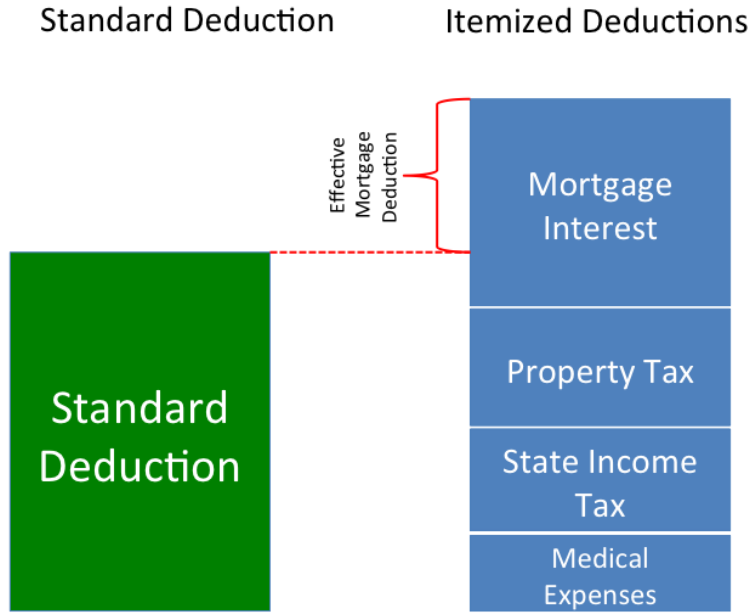 Standard Deduction
Itemized Deductions
Effective
Mortgage
Deduction
Mortgage
Interest
Property Tax
Standard
Deduction
State Income
Tax
Medical
Expenses